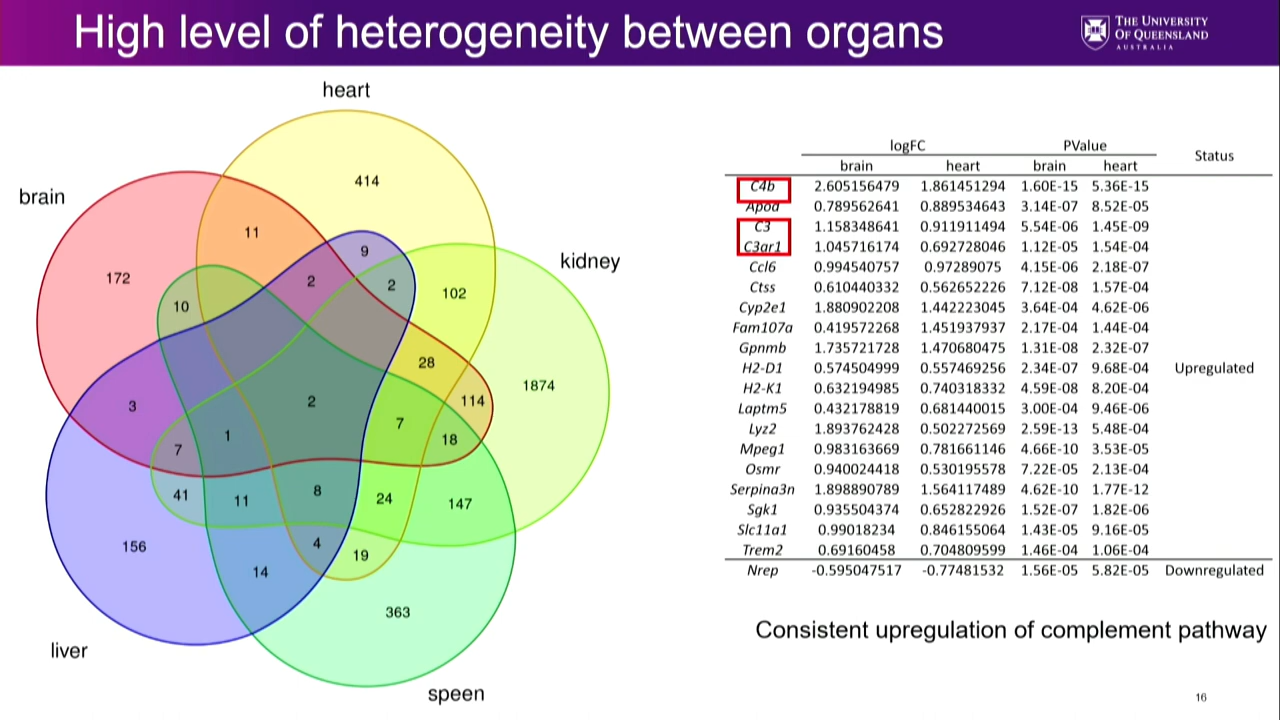 High level of heterogeneity between organs
THE UNIVERSITY
OF QUEENSLAND
AUSTRALIA
heart
brain
kidney
liver
speen
414
11
9
172
2
2
102
10
28
1874
3
2
114
7
1
7
18
41
11
8
24
147
156
4
19
14
363
logFC PValue Status
brain heart brain heart
C4b 2.605156479 1.861451294 1.60E-15 5.36E-15
Apod 0.789562641 0.889534643 3.14E-07 8.52E-05
C3 1.158348641 0.911911494 5.54E-06 1.45E-09
C3ar1 1.045716174 0.692728046 1.12E-05 1.54E-04
Ccl6 0.994540757 0.97289075 4.15E-06 2.18E-07
Ctss 0.610440332 0.562652226 7.12E-08 1.57E-04
Cyp2e1 1.880902208 1.442223045 3.64E-04 4.62E-06
Fam107a 0.419572268 1.451937937 2.17E-04 1.44E-04
Gpnmb 1.735721728 1.470680475 1.31E-08 2.32E-07
H2-D1 0.574504999 0.557469256 2.34E-07 9.68E-04 Upregulated
H2-K1 0.632194985 0.740318332 4.59E-08 8.20E-04
Laptm5 0.432178819 0.681440015 3.00E-04 9.46E-06
Lyz2 1.893762428 0.502272569 2.59E-13 5.48E-04
Mpeg1 0.983163669 0.781661146 4.66E-10 3.53E-05
Osmr 0.940024418 0.530195578 7.22E-05 2.13E-04
Serpina3n 1.898890789 1.564117489 4.62E-10 1.77E-12
Sgk1 0.935504374 0.652822926 1.52E-07 1.82E-06
Slc11a1 0.99018234 0.846155064 1.43E-05 9.16E-05
Trem2 0.69160458 0.704809599 1.46E-04 1.06E-04
Nrep -0.595047517 -0.77481532 1.56E-05 5.82E-05 Downregulated
Consistent upregulation of complement pathway
16